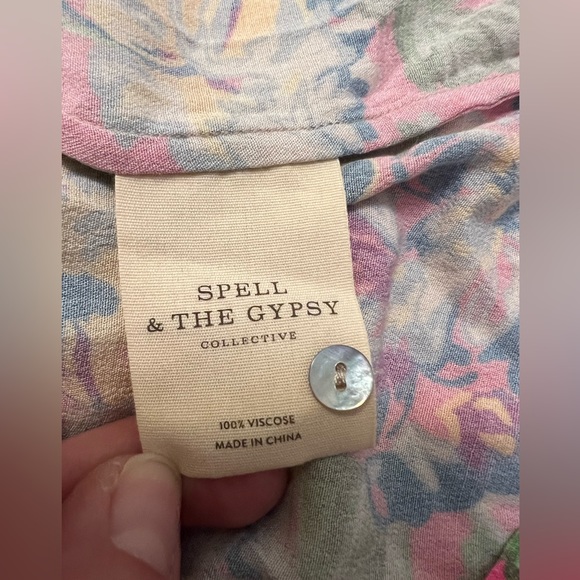 SPELL
& THE GYPSY
COLLECTIVE
100% VISCOSE
MADE IN CHINA